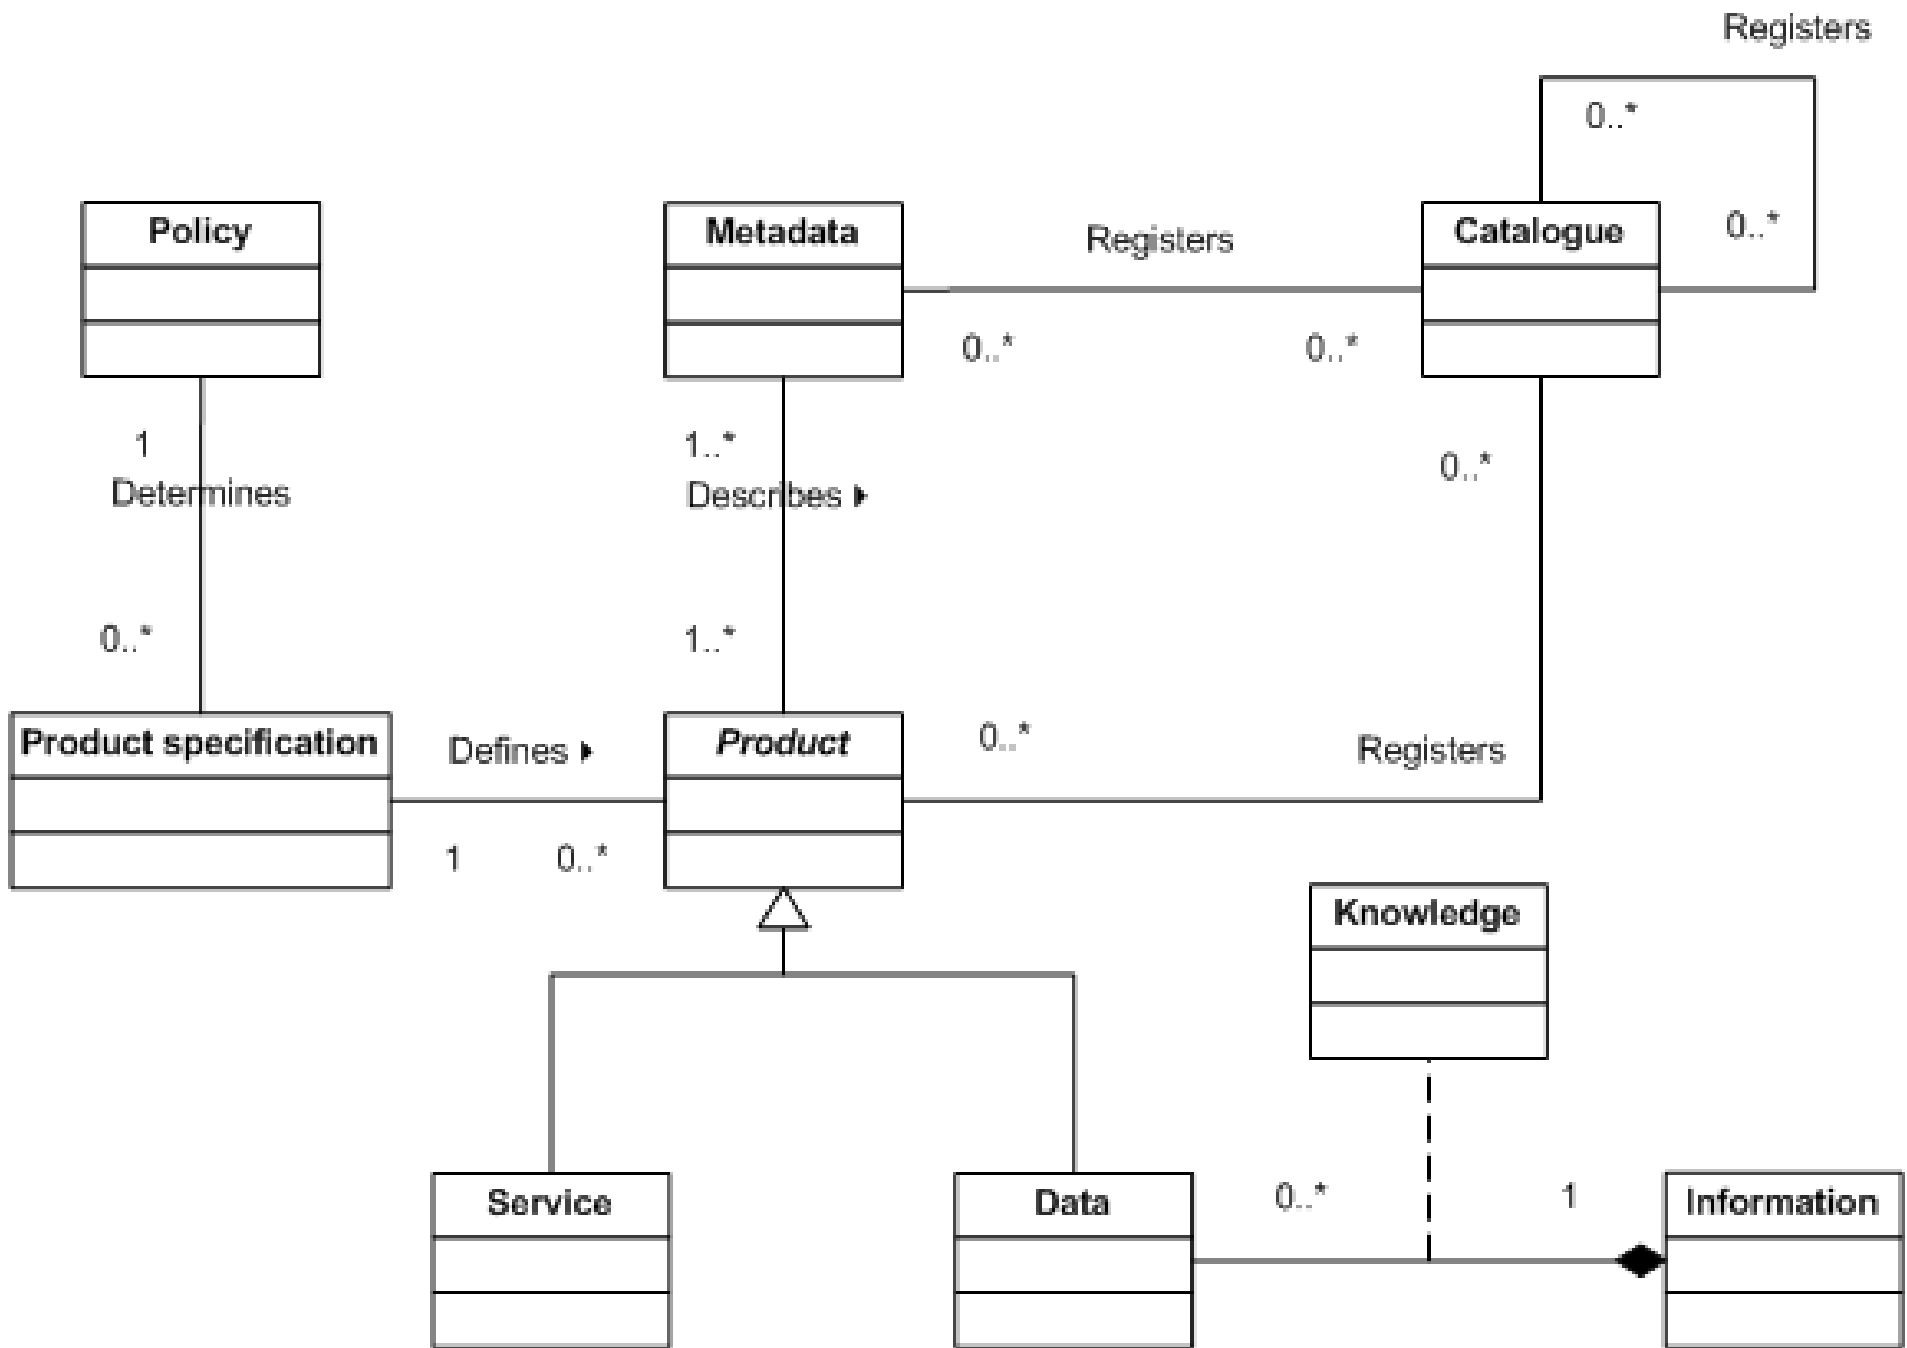 Registers
0..*
Policy
Metadata
Registers
Catalogue
0..*
0..*
0..*
1
Determines
1..*
Describes ▸
0..*
0..*
1..*
Product specification
Defines ▸
Product
0..*
Registers
1
0..*
Knowledge
Service
Data
0..*
1
Information